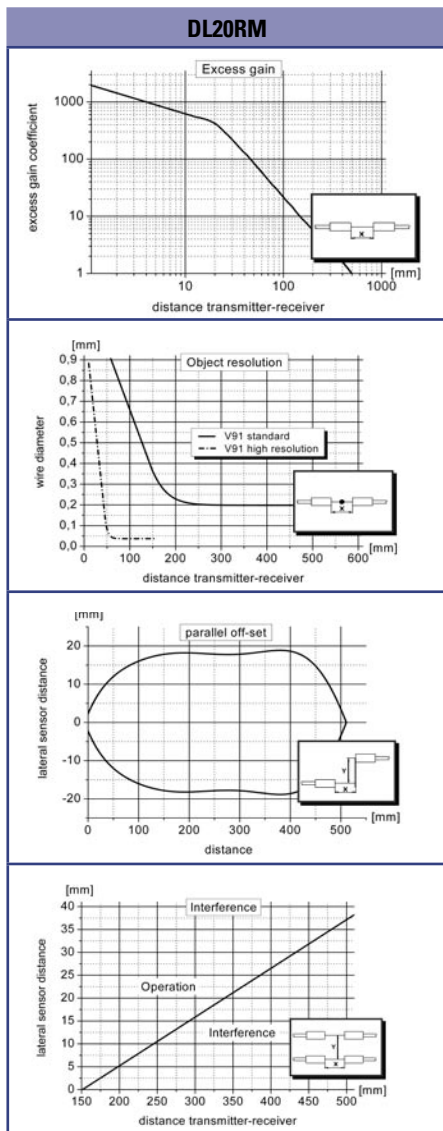 DL20RM
Excess gain
excess gain coefficient
1000
100
10
1
10
100
1000
[mm]
X
distance transmitter-receiver
[mm]
Object resolution
wire diameter
0,9
0,8
0,7
0,6
0,5
0,4
0,3
0,2
0,1
0,0
V91 standard
V91 high resolution
X
0 100 200 300 400 500 600 [mm]
distance transmitter-receiver
[mm]
parallel off-set
lateral sensor distance
20
10
0
-10
-20
Y
X
0 100 200 300 400 500 [mm]
distance
[mm]
Interference
lateral sensor distance
40
35
30
25
20
15
10
5
0
Operation
Interference
Y
X
150 200 250 300 350 400 450 500 [mm]
distance transmitter-receiver